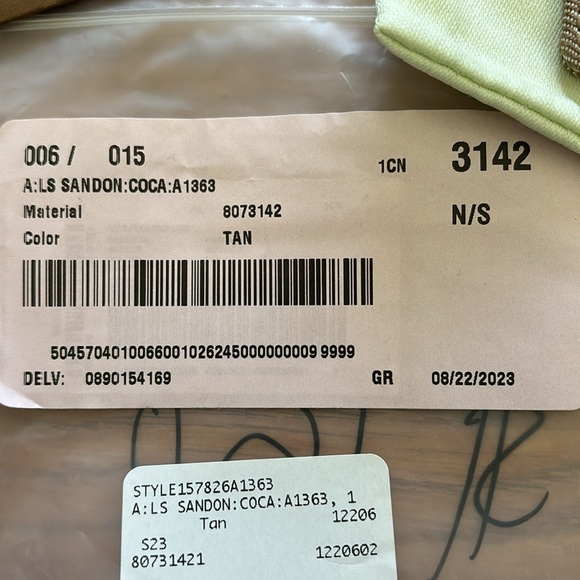 006 / 015
1CN 3142
A:LS SANDON:COCA:A1363
Material 8073142 N/S
Color TAN
504570401006600102624500000000 9 9999
DELV: 0890154169 GR 08/22/2023
STYLE157826A1363
A:LS SANDON:COCA:A1363, 1
Tan 12206
S23
80731421 1220602